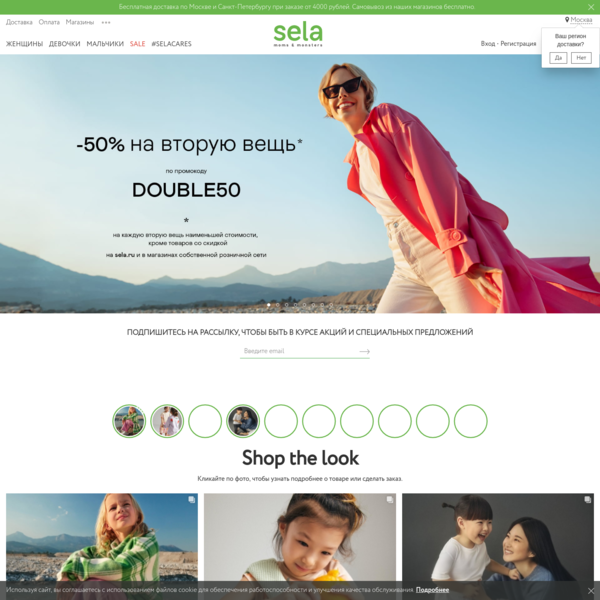 Бесплатная доставка по Москве и Санкт-Петербургу при заказе от 4000 рублей. Самовывоз из наших магазинов бесплатно.
Доставка Оплата Магазины
Москва
sela
moms & monsters
ЖЕНЩИНЫ ДЕВОЧКИ МАЛЬЧИКИ SALE #SELACARES
Вход - Регистрация
Ваш регион
доставки?
Да Нет
-50% на вторую вещь*
по промокоду
DOUBLE50
*
на каждую вторую вещь наименьшей стоимости,
кроме товаров со скидкой
на sela.ru и в магазинах собственной розничной сети
ПОДПИШИТЕСЬ НА РАССЫЛКУ, ЧТОБЫ БЫТЬ В КУРСЕ АКЦИЙ И СПЕЦИАЛЬНЫХ ПРЕДЛОЖЕНИЙ
Введите email
Shop the look
Кликайте по фото, чтобы узнать подробнее о товаре или сделать заказ.
Используя сайт, вы соглашаетесь с использованием файлов cookie для обеспечения работоспособности и улучшения качества обслуживания. Подробнее.